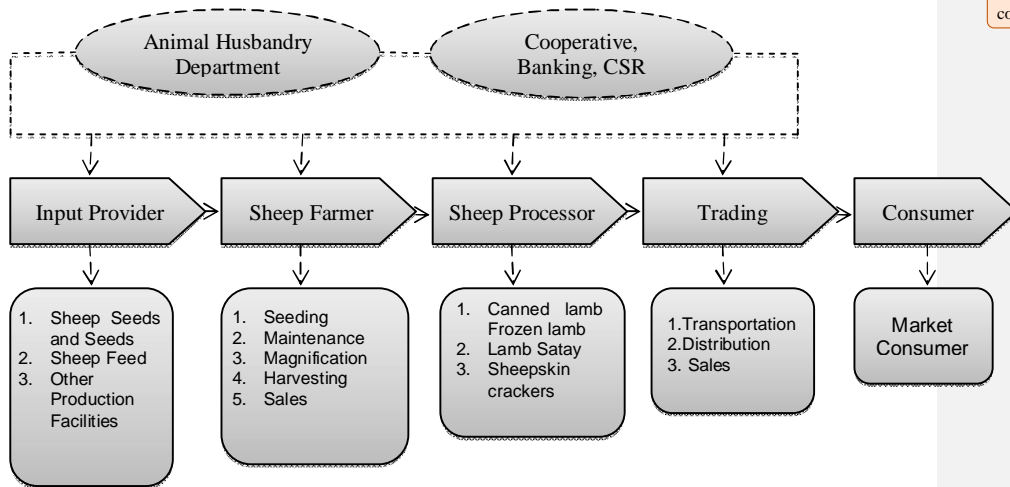 co
Animal Husbandry
Department
Cooperative,
Banking, CSR
Input Provider
Sheep Farmer
Sheep Processor
Trading
Consumer
1. Sheep Seeds
and Seeds
2. Sheep Feed
3. Other
Production
Facilities
1. Seeding
2. Maintenance
3. Magnification
4. Harvesting
5. Sales
1. Canned lamb
Frozen lamb
2. Lamb Satay
3. Sheepskin
crackers
1.Transportation
2.Distribution
3. Sales
Market
Consumer